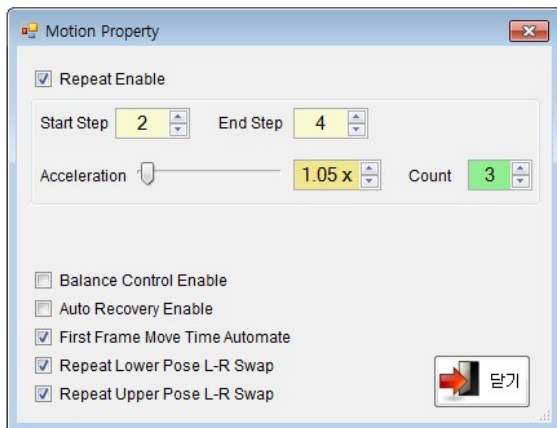 Motion Property
Repeat Enable
Start Step 2 End Step 4
Acceleration 1.05 x Count 3
Balance Control Enable
Auto Recovery Enable
First Frame Move Time Automate
Repeat Lower Pose L-R Swap
Repeat Upper Pose L-R Swap
닫기